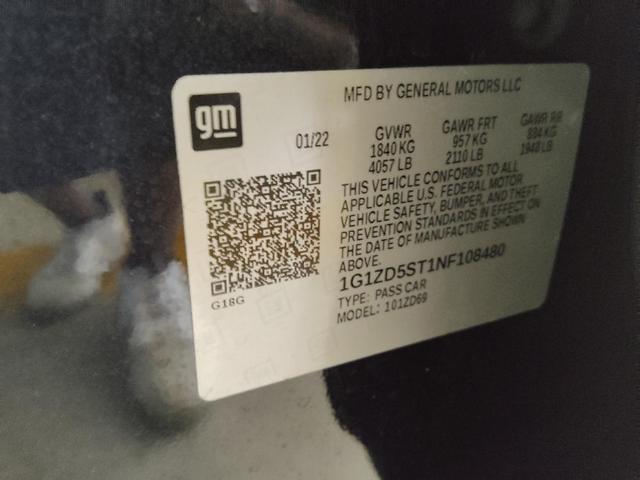 MFD BY GENERAL MOTORS LLC
gm
01/22
GVWR GAWR FRT GAWR RR
1840 KG 957 KG 884 KG
4057 LB 2110 LB 1948 LB
THIS VEHICLE CONFORMS TO ALL
APPLICABLE U.S. FEDERAL MOTOR
VEHICLE SAFETY, BUMPER, AND THEFT
PREVENTION STANDARDS IN EFFECT ON
THE DATE OF MANUFACTURE SHOWN
ABOVE.
1G1ZD5ST1NF108480
TYPE: PASS CAR
MODEL: 101ZD69
G18G